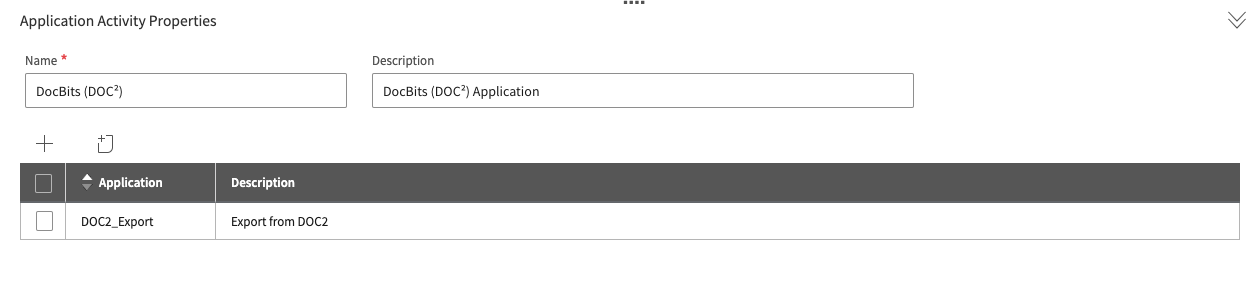 Application Activity Properties
Name *
Description
DocBits (DOC²)
DocBits (DOC²) Application
Application
Description
DOC2_Export
Export from DOC2